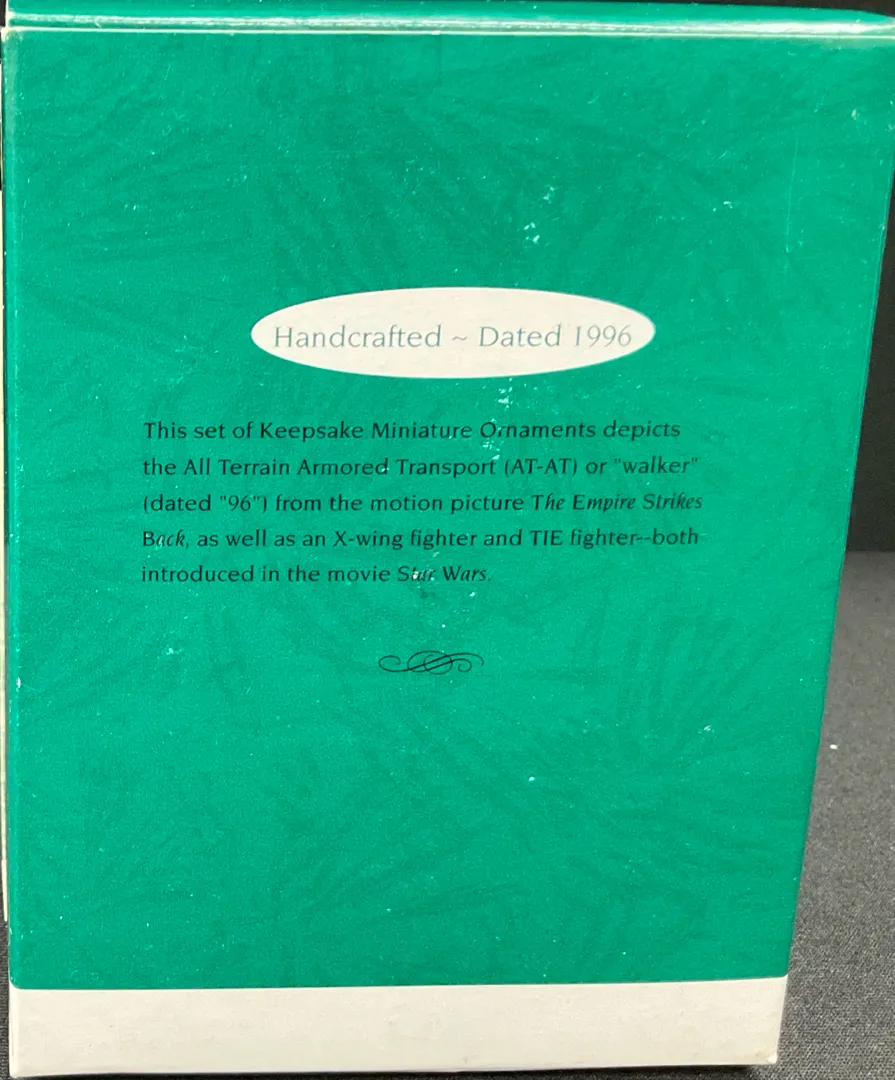 Handcrafted ~ Dated 1996
This set of Keepsake Miniature Ornaments depicts
the All Terrain Armored Transport (AT-AT) or "walker"
(dated "96") from the motion picture The Empire Strikes
Back, as well as an X-wing fighter and TIE fighter--both
introduced in the movie Star Wars.